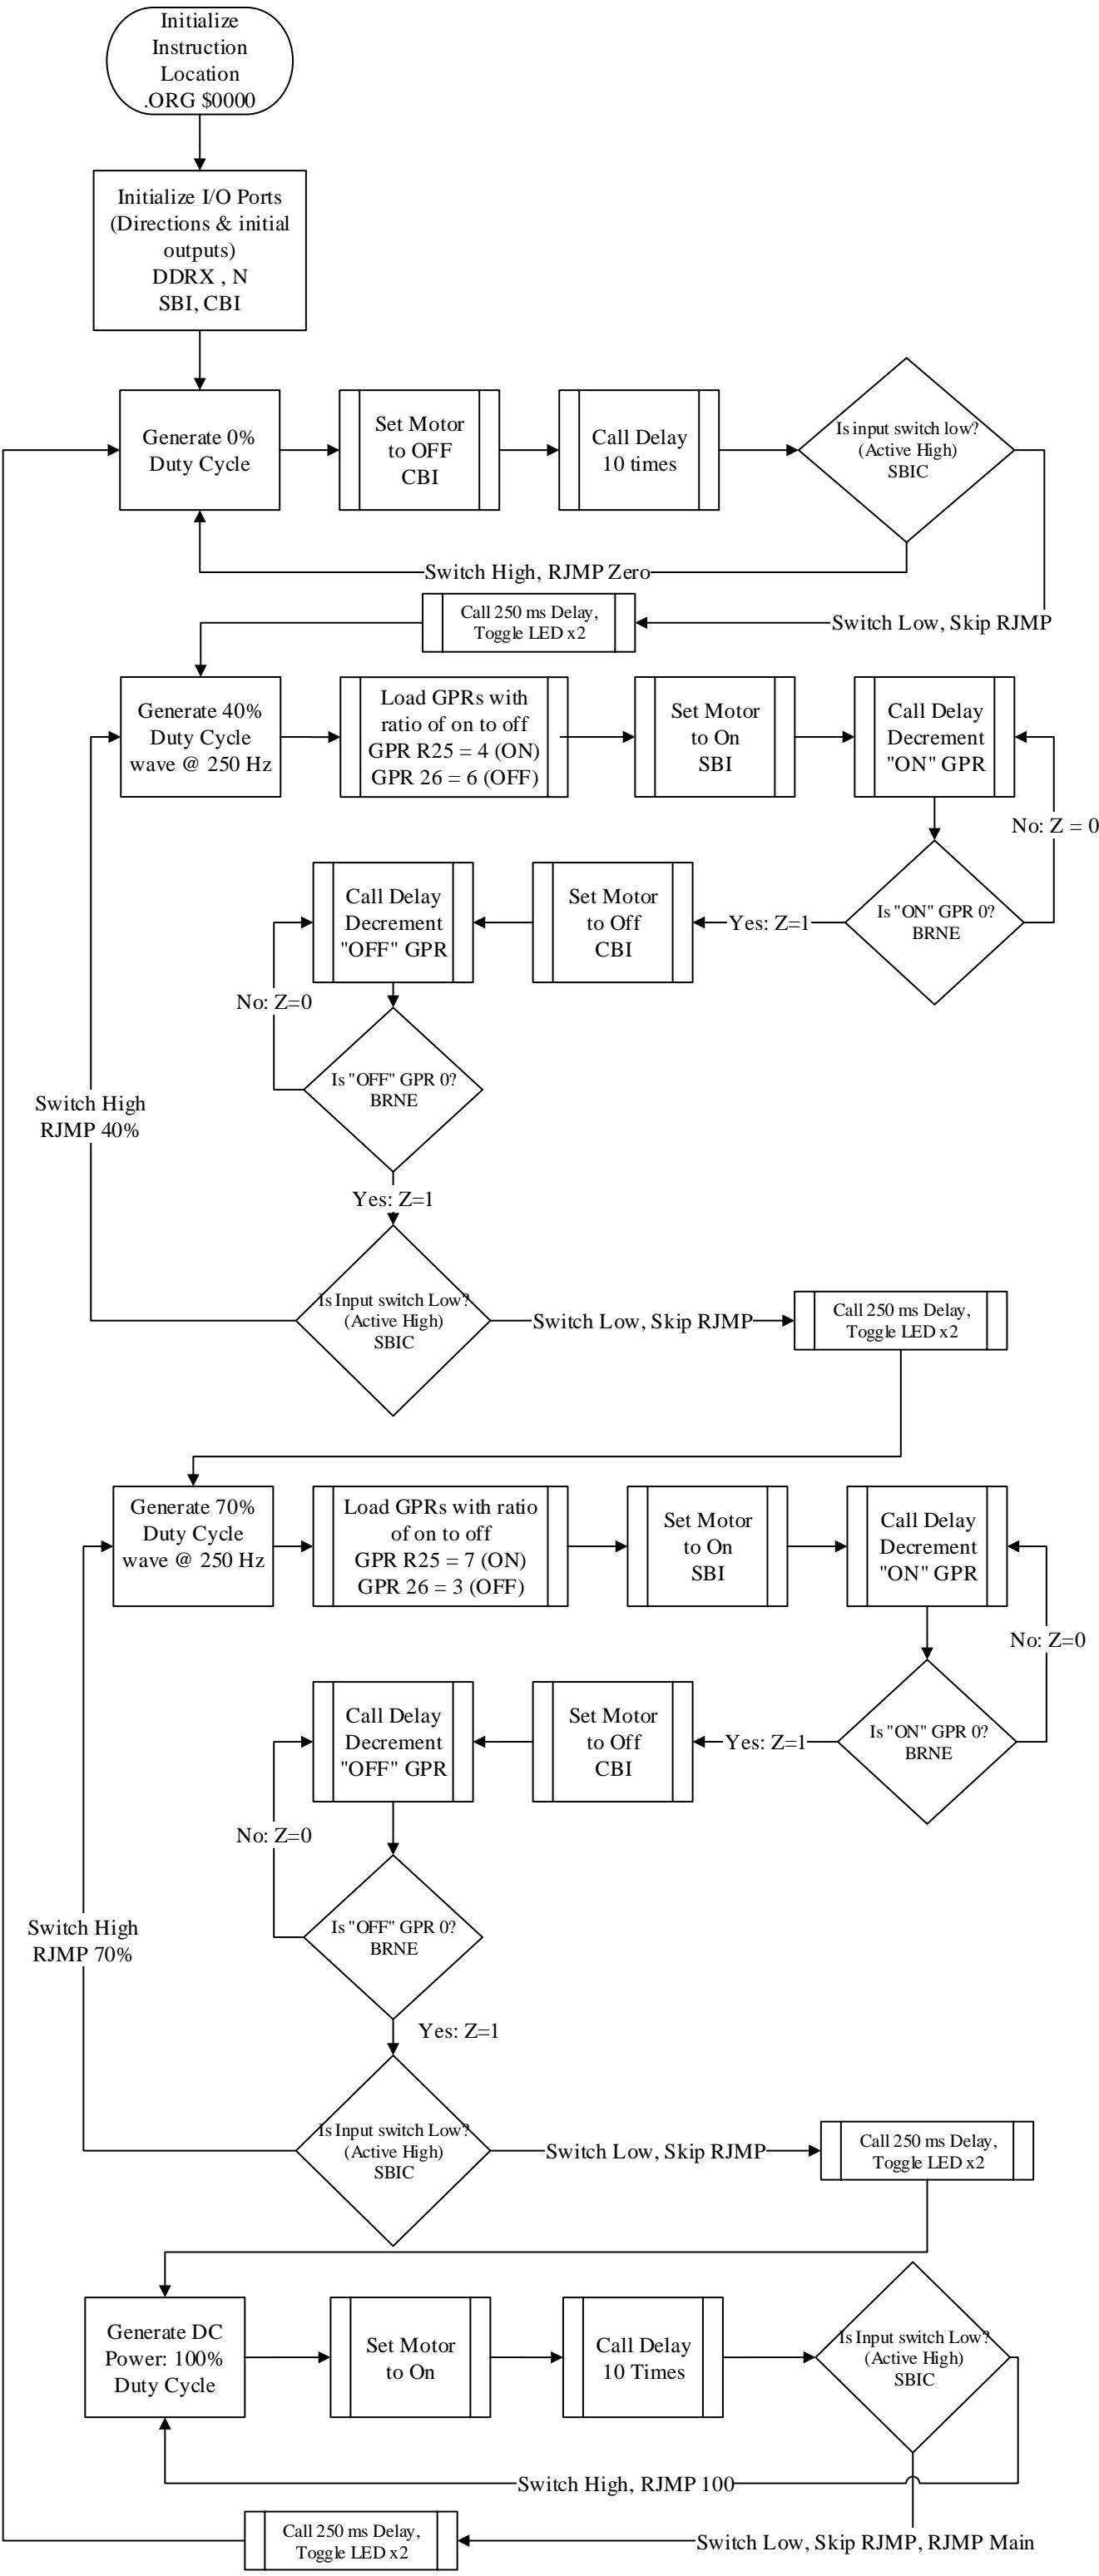 Initialize
Instruction
Location
.ORG $0000
Initialize I/O Ports
(Directions & initial
outputs)
DDRX , N
SBI, CBI
Generate 0%
Duty Cycle
Set Motor
to OFF
CBI
Call Delay
10 times
Is input switch low?
(Active High)
SBIC
Switch High, RJMP Zero
Switch Low, Skip RJMP
Call 250 ms Delay,
Toggle LED x2
Generate 40%
Duty Cycle
wave @ 250 Hz
Load GPRs with
ratio of on to off
GPR R25 = 4 (ON)
GPR 26 = 6 (OFF)
Set Motor
to On
SBI
Call Delay
Decrement
"ON" GPR
No: Z = 0
Is "ON" GPR 0?
BRNE
Yes: Z=1
Set Motor
to Off
CBI
Call Delay
Decrement
"OFF" GPR
No: Z=0
Is "OFF" GPR 0?
BRNE
Switch High
RJMP 40%
Yes: Z=1
Is Input switch Low?
(Active High)
SBIC
Switch Low, Skip RJMP
Call 250 ms Delay,
Toggle LED x2
Generate 70%
Duty Cycle
wave @ 250 Hz
Load GPRs with ratio
of on to off
GPR R25 = 7 (ON)
GPR 26 = 3 (OFF)
Set Motor
to On
SBI
Call Delay
Decrement
"ON" GPR
No: Z=0
Is "ON" GPR 0?
BRNE
Yes: Z=1
Set Motor
to Off
CBI
Call Delay
Decrement
"OFF" GPR
No: Z=0
Is "OFF" GPR 0?
BRNE
Switch High
RJMP 70%
Yes: Z=1
Is Input switch Low?
(Active High)
SBIC
Switch Low, Skip RJMP
Call 250 ms Delay,
Toggle LED x2
Generate DC
Power: 100%
Duty Cycle
Set Motor
to On
Call Delay
10 Times
Is Input switch Low?
(Active High)
SBIC
Switch High, RJMP 100
Switch Low, Skip RJMP, RJMP Main
Call 250 ms Delay,
Toggle LED x2